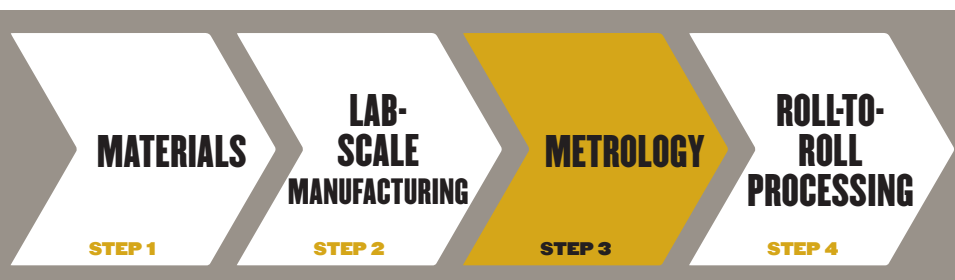 MATERIALS
STEP 1
LAB-
SCALE
MANUFACTURING
STEP 2
METROLOGY
STEP 3
ROLL-TO-
ROLL
PROCESSING
STEP 4